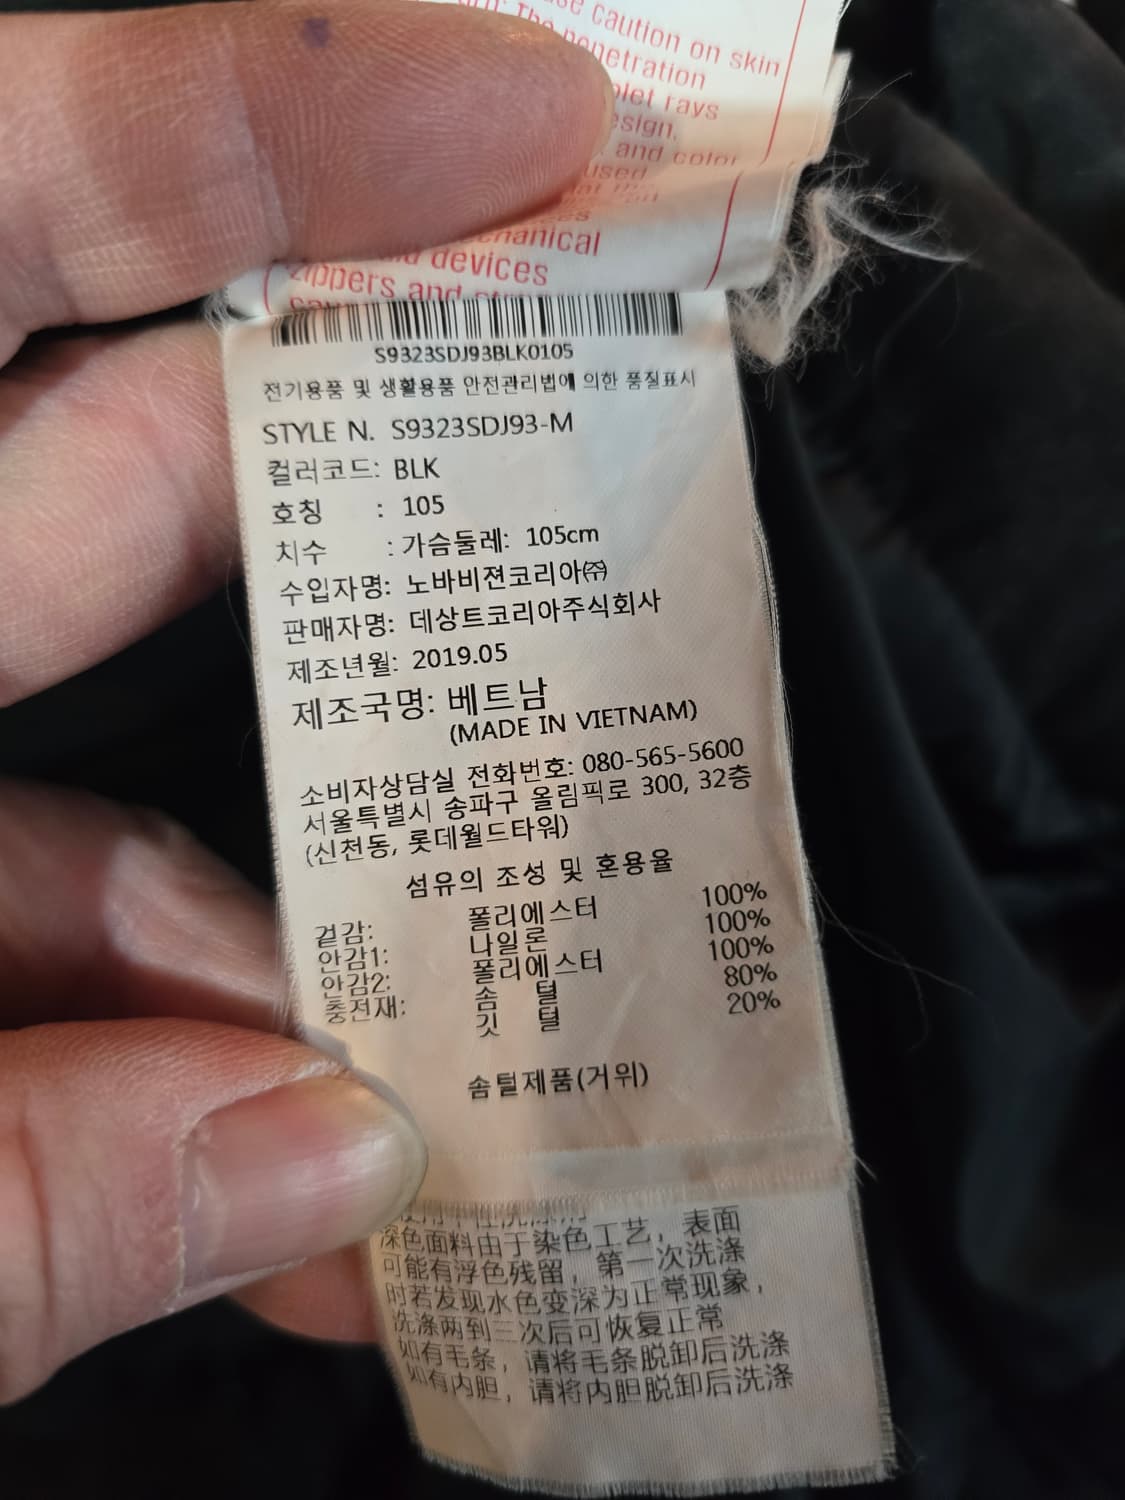 caution on skin
The penetration
rays
and color
used
devices
zippers and
S9323SDJ93BLK0105
전기용품 및 생활용품 안전관리법에 의한 품질표시
STYLE N. S9323SDJ93-M
컬러코드: BLK
호칭 : 105
치수 : 가슴둘레: 105cm
수입자명: 노바비젼코리아㈜
판매자명: 데상트코리아주식회사
제조년월: 2019.05
제조국명: 베트남
(MADE IN VIETNAM)
소비자상담실 전화번호: 080-565-5600
서울특별시 송파구 올림픽로 300, 32층
(신천동, 롯데월드타워)
섬유의 조성 및 혼용율
겉감: 폴리에스터 100%
안감1: 나일론 100%
안감2: 폴리에스터 100%
충전재: 솜 털 80%
깃 털 20%
솜털제품(거위)
深色面料由于染色工艺，表面
可能有浮色残留，第一次洗涤
时若发现水色变深为正常现象，
洗涤两到三次后可恢复正常
如有毛条，请将毛条脱卸后洗涤
如有内胆，请将内胆脱卸后洗涤